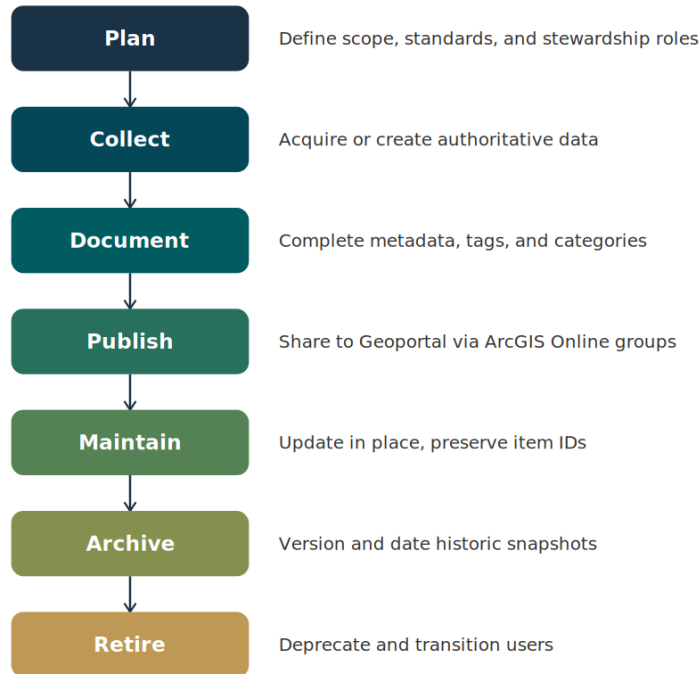 Plan
Define scope, standards, and stewardship roles
Collect
Acquire or create authoritative data
Document
Complete metadata, tags, and categories
Publish
Share to Geoportal via ArcGIS Online groups
Maintain
Update in place, preserve item IDs
Archive
Version and date historic snapshots
Retire
Deprecate and transition users